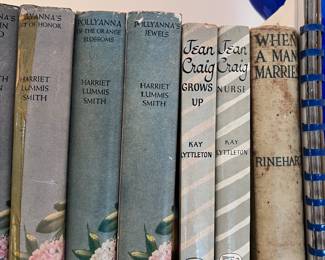 D
LYANNA'S
T OF HONOR
HARRIET
LUMMIS
SMITH
POLLYANNA
OF THE ORANGE
BLOSSOMS
HARRIET
LUMMIS
SMITH
POLLYANNA'S
JEWELS
HARRIET
LUMMIS
SMITH
Jean
Craig
GROWS
UP
KAY
LYTTLETON
Jean
Craig
NURSE
KAY
LYTTLETON
WHEN
A MAN
MARRIES
RINEHART